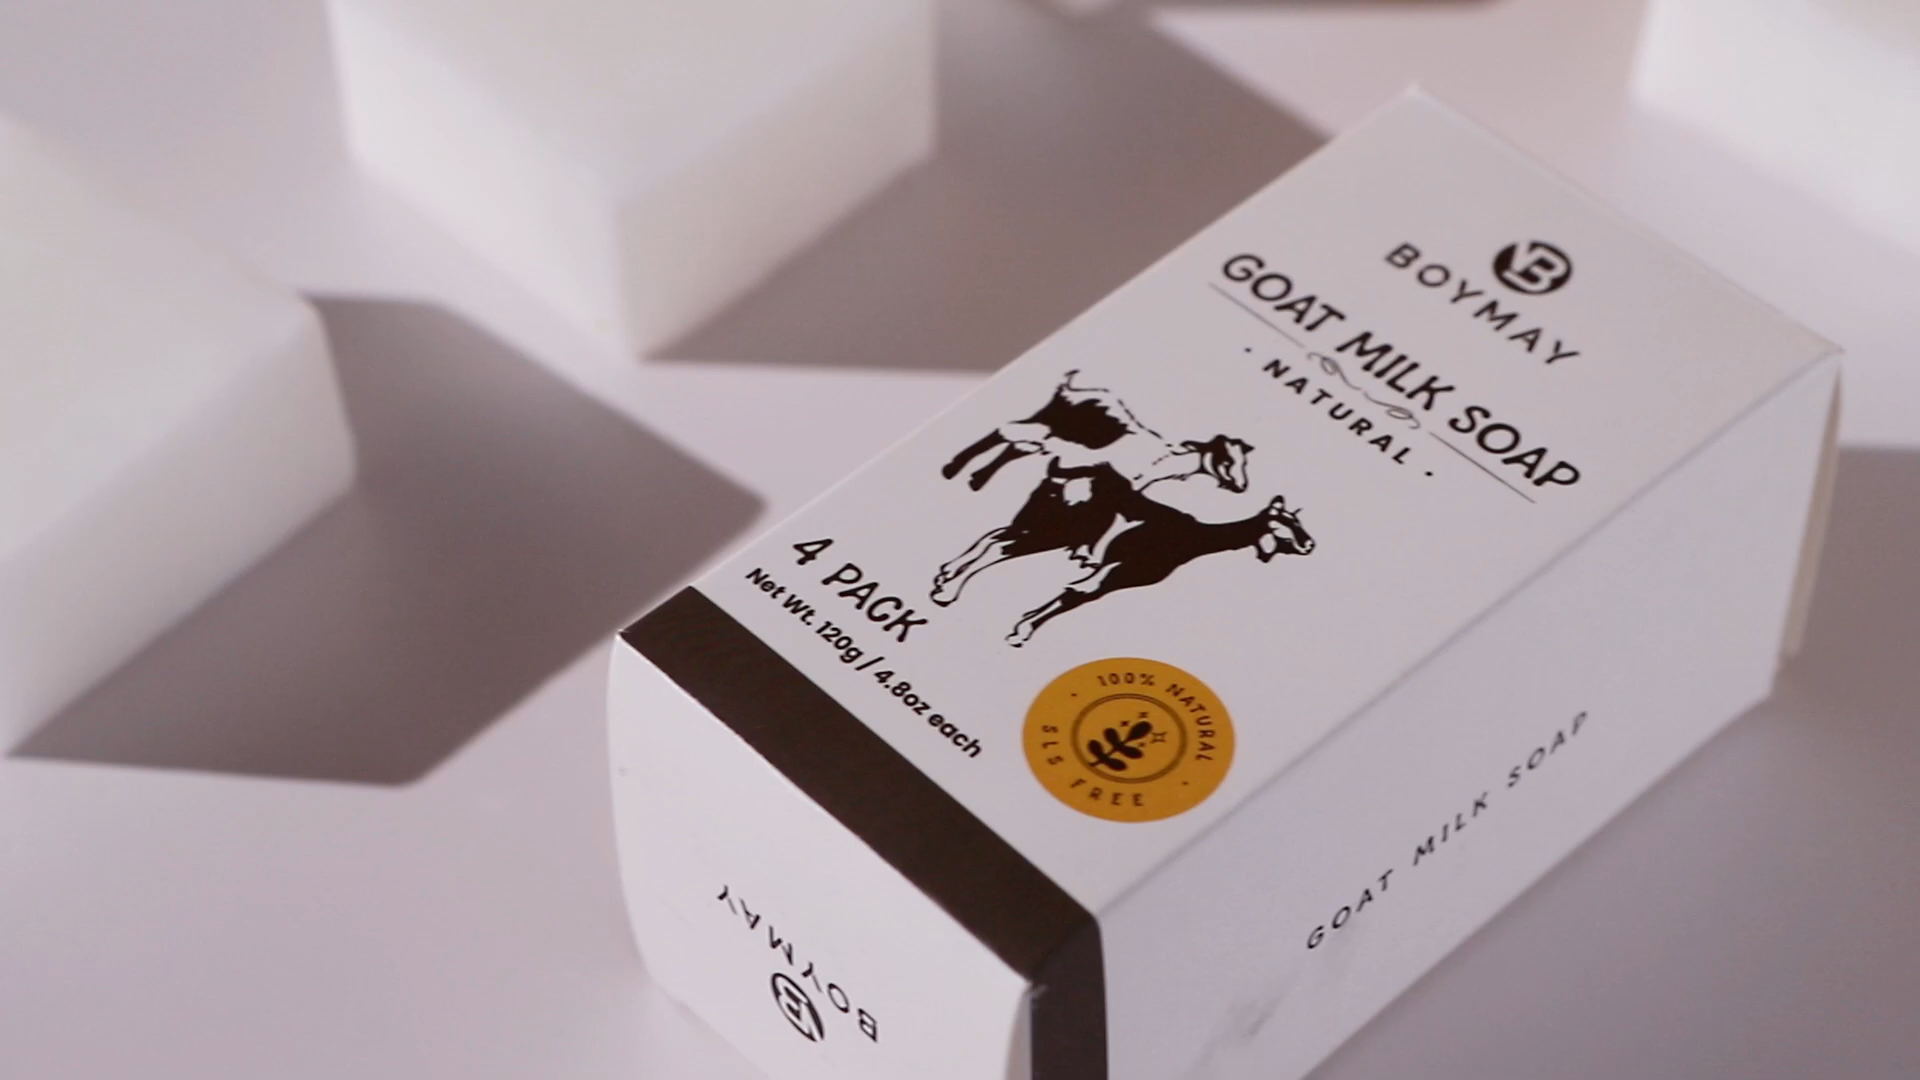 BOYMAY
GOAT MILK SOAP
· NATURAL ·
4 PACK
Net Wt. 120g / 4.8oz each
· 100% NATURAL ·
SLS FREE
GOAT MILK SOAP
BOYMAY